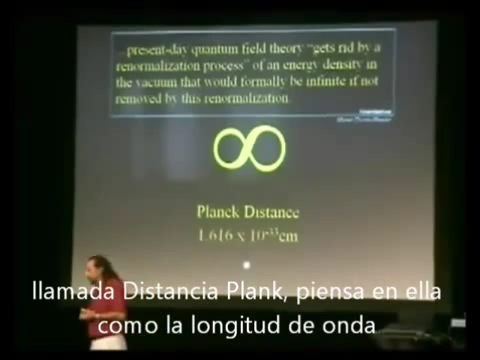 ...present-day quantum field theory "gets rid by a
renormalization process" of an energy density in
the vacuum that would formally be infinite if not
removed by this renormalization.
∞
Planck Distance
1.616 x 10⁻³³cm
llamada Distancia Plank, piensa en ella
como la longitud de onda